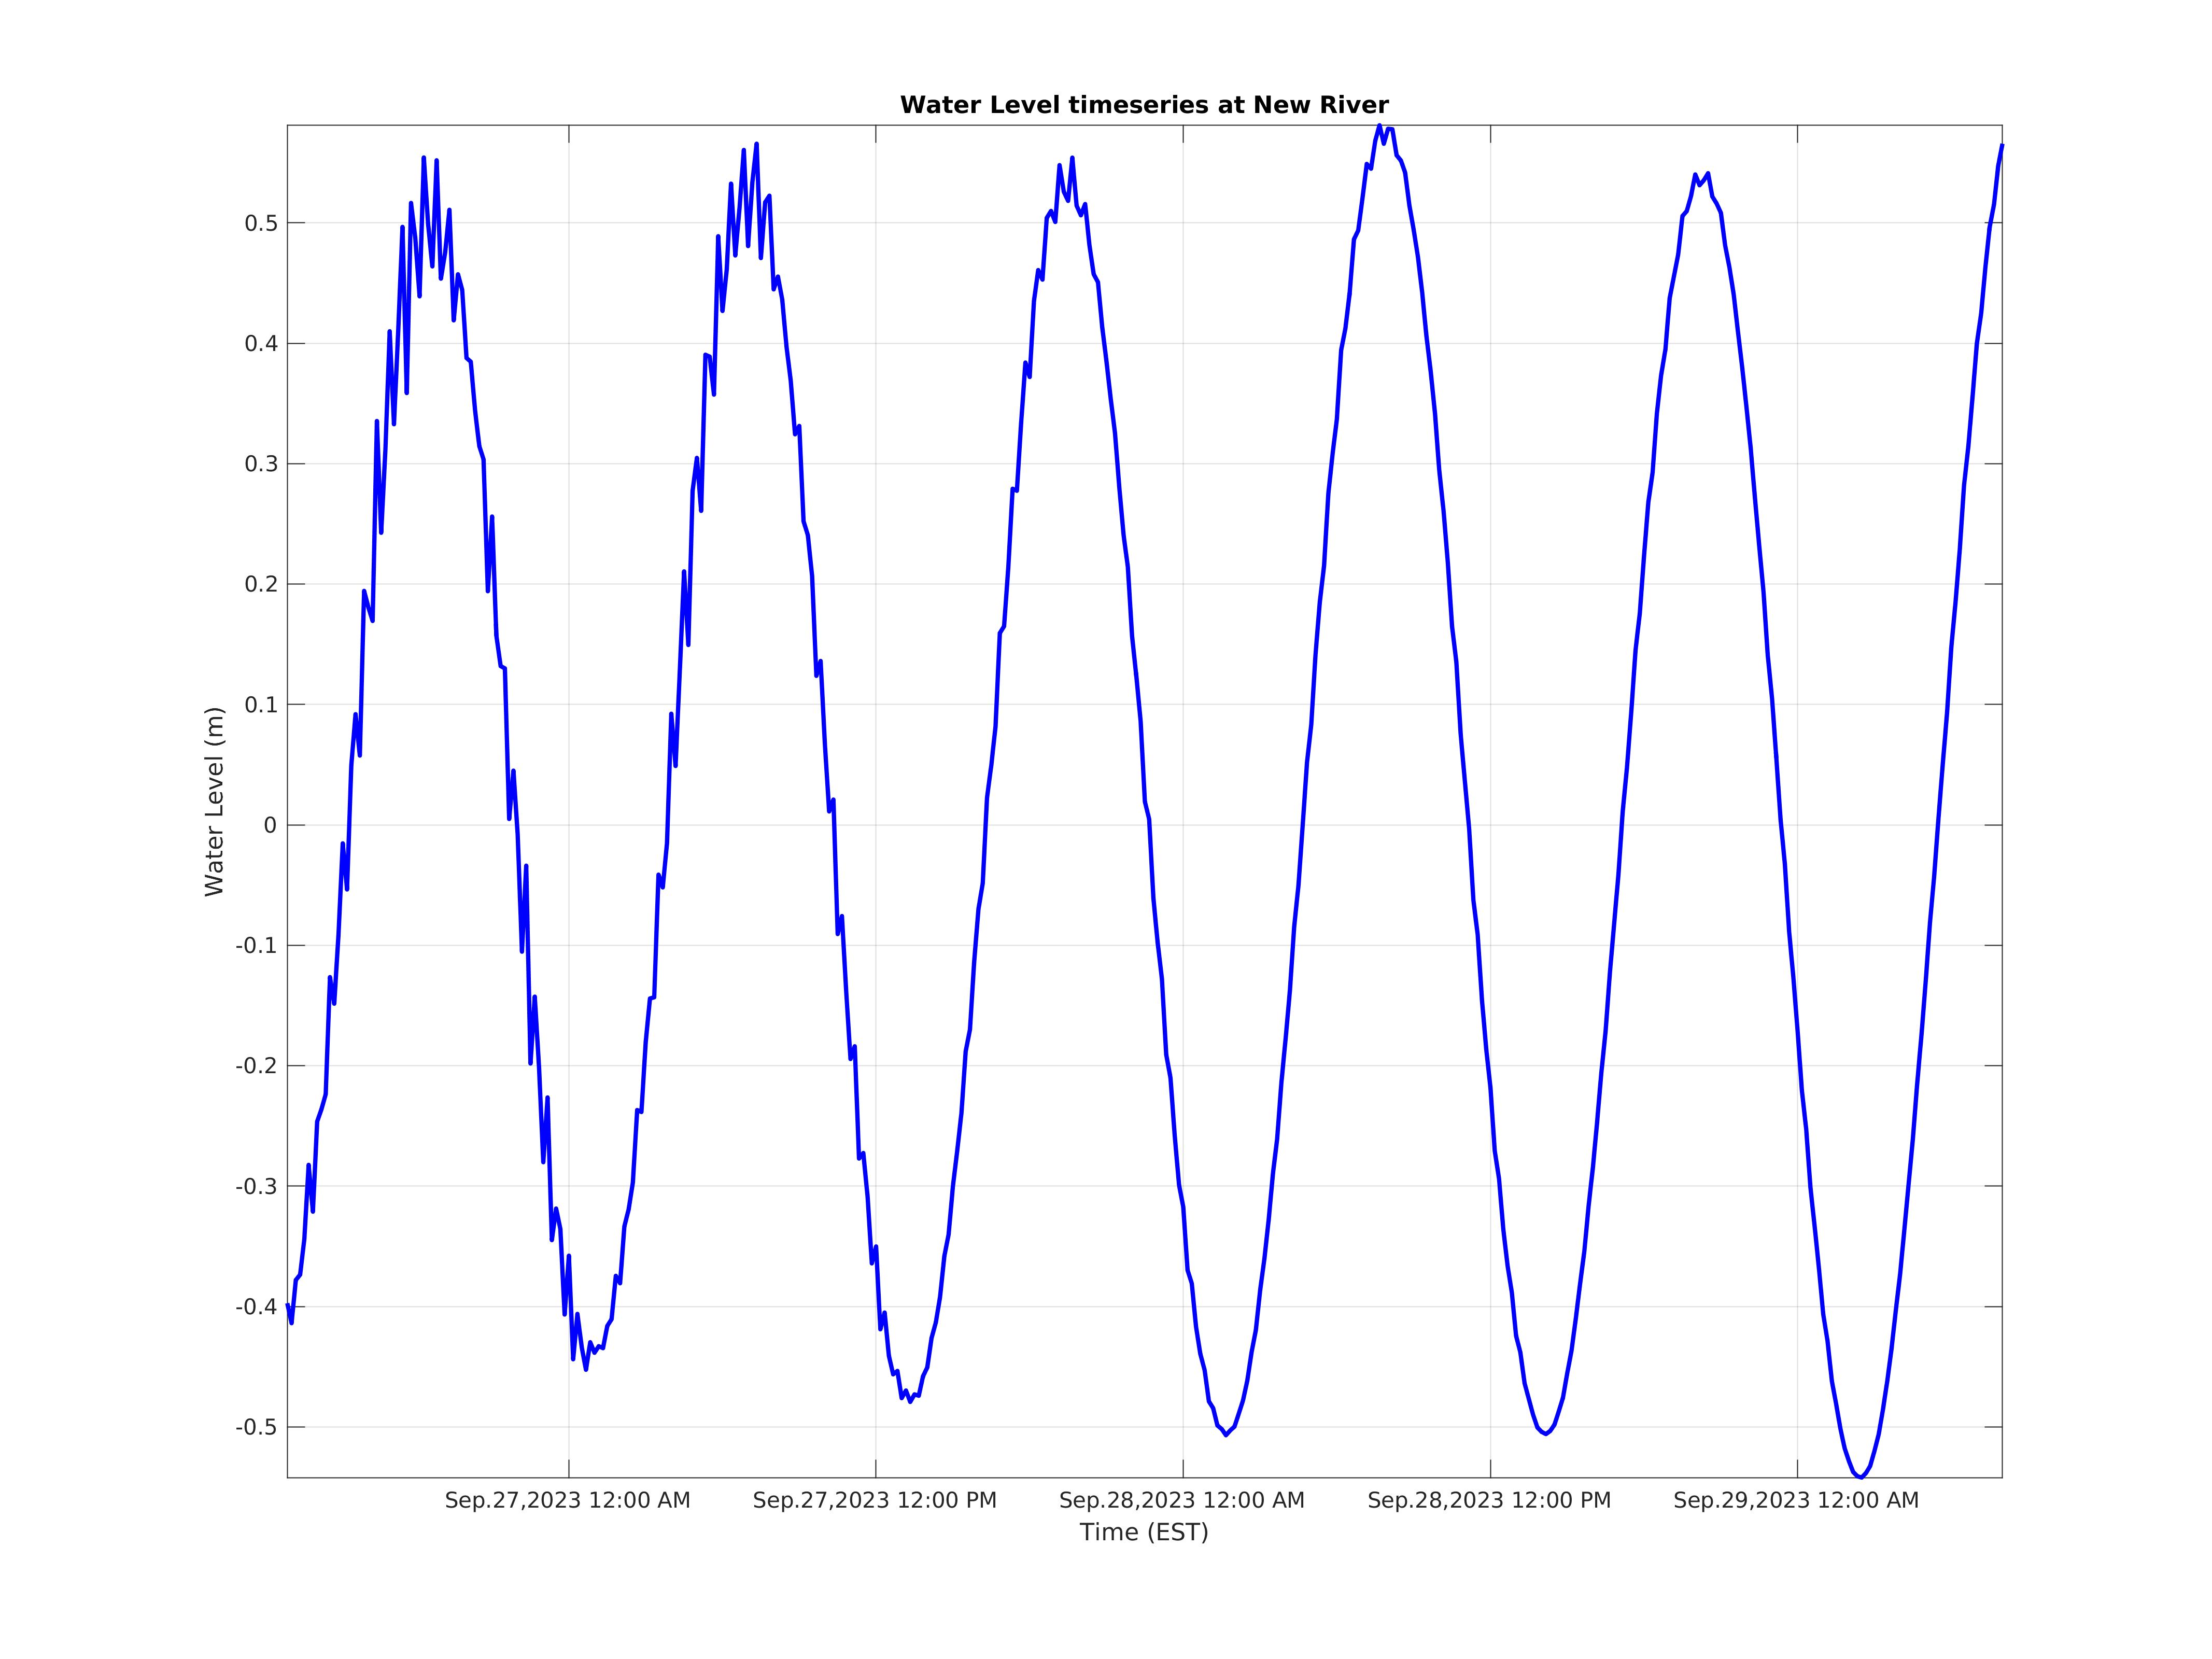 Water Level timeseries at New River
Water Level (m)
0.5
0.4
0.3
0.2
0.1
0
-0.1
-0.2
-0.3
-0.4
-0.5
Sep.27,2023 12:00 AM
Sep.27,2023 12:00 PM
Sep.28,2023 12:00 AM
Sep.28,2023 12:00 PM
Sep.29,2023 12:00 AM
Time (EST)